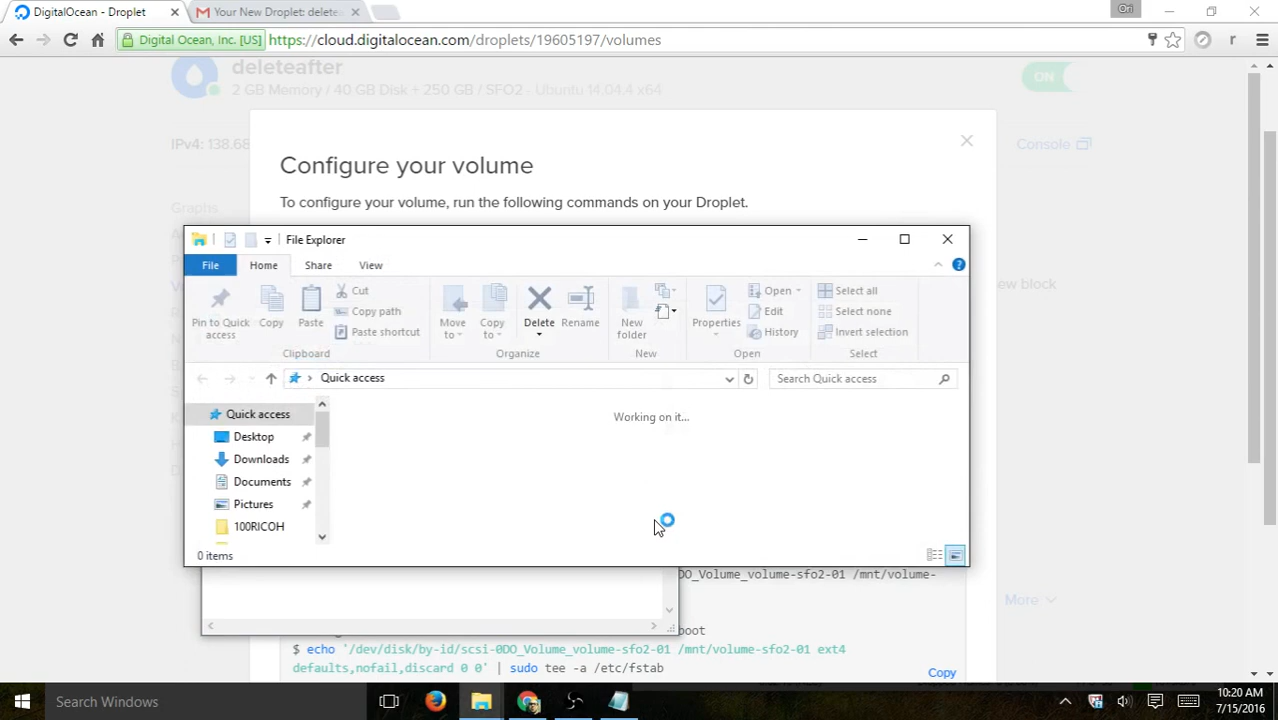 DigitalOcean - Droplet
Your New Droplet: delete
Ori
Digital Ocean, Inc. [US]
https://cloud.digitalocean.com/droplets/19605197/volumes
r
deleteafter
2 GB Memory / 40 GB Disk + 250 GB / SFO2 - Ubuntu 14.04.4 x64
ON
IPv4: 138.68
Console
Graphs
Configure your volume
To configure your volume, run the following commands on your Droplet.
ew block
File Explorer
File
Home
Share
View
Pin to Quick access
Copy
Paste
Cut
Copy path
Paste shortcut
Clipboard
Move to
Copy to
Delete
Rename
Organize
New folder
New
Properties
Open
Edit
History
Open
Select all
Select none
Invert selection
Select
Quick access
Search Quick access
Quick access
Desktop
Downloads
Documents
Pictures
100RICOH
Working on it...
0 items
DO_Volume_volume-sfo2-01 /mnt/volume-
More
boot
$ echo '/dev/disk/by-id/scsi-0DO_Volume_volume-sfo2-01 /mnt/volume-sfo2-01 ext4
defaults,nofail,discard 0 0' | sudo tee -a /etc/fstab
Copy
Search Windows
10:20 AM
7/15/2016